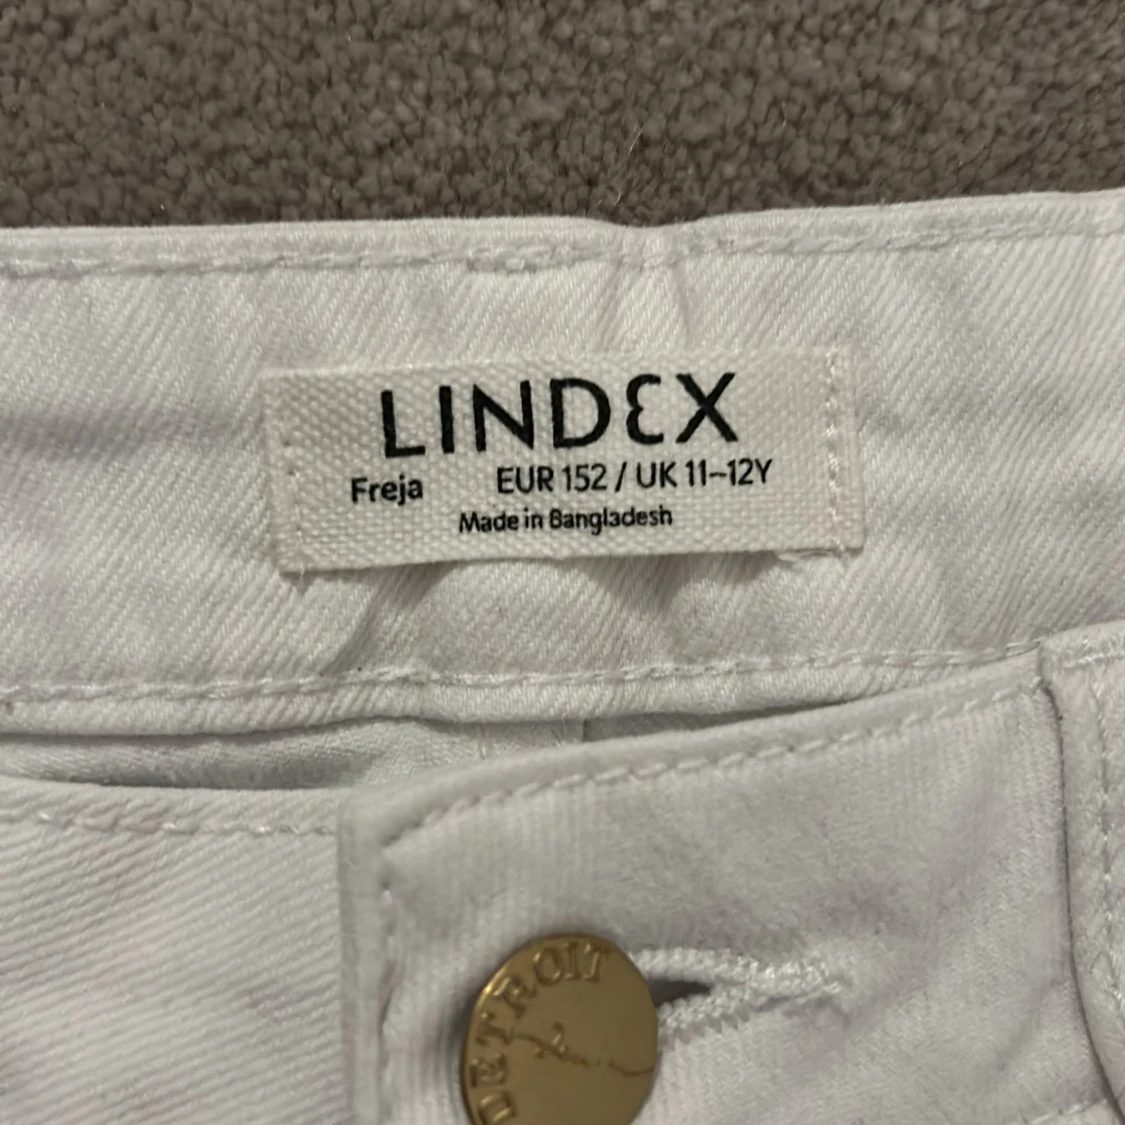 LINDEX
Freja EUR 152 / UK 11–12Y
Made in Bangladesh
DETROIT